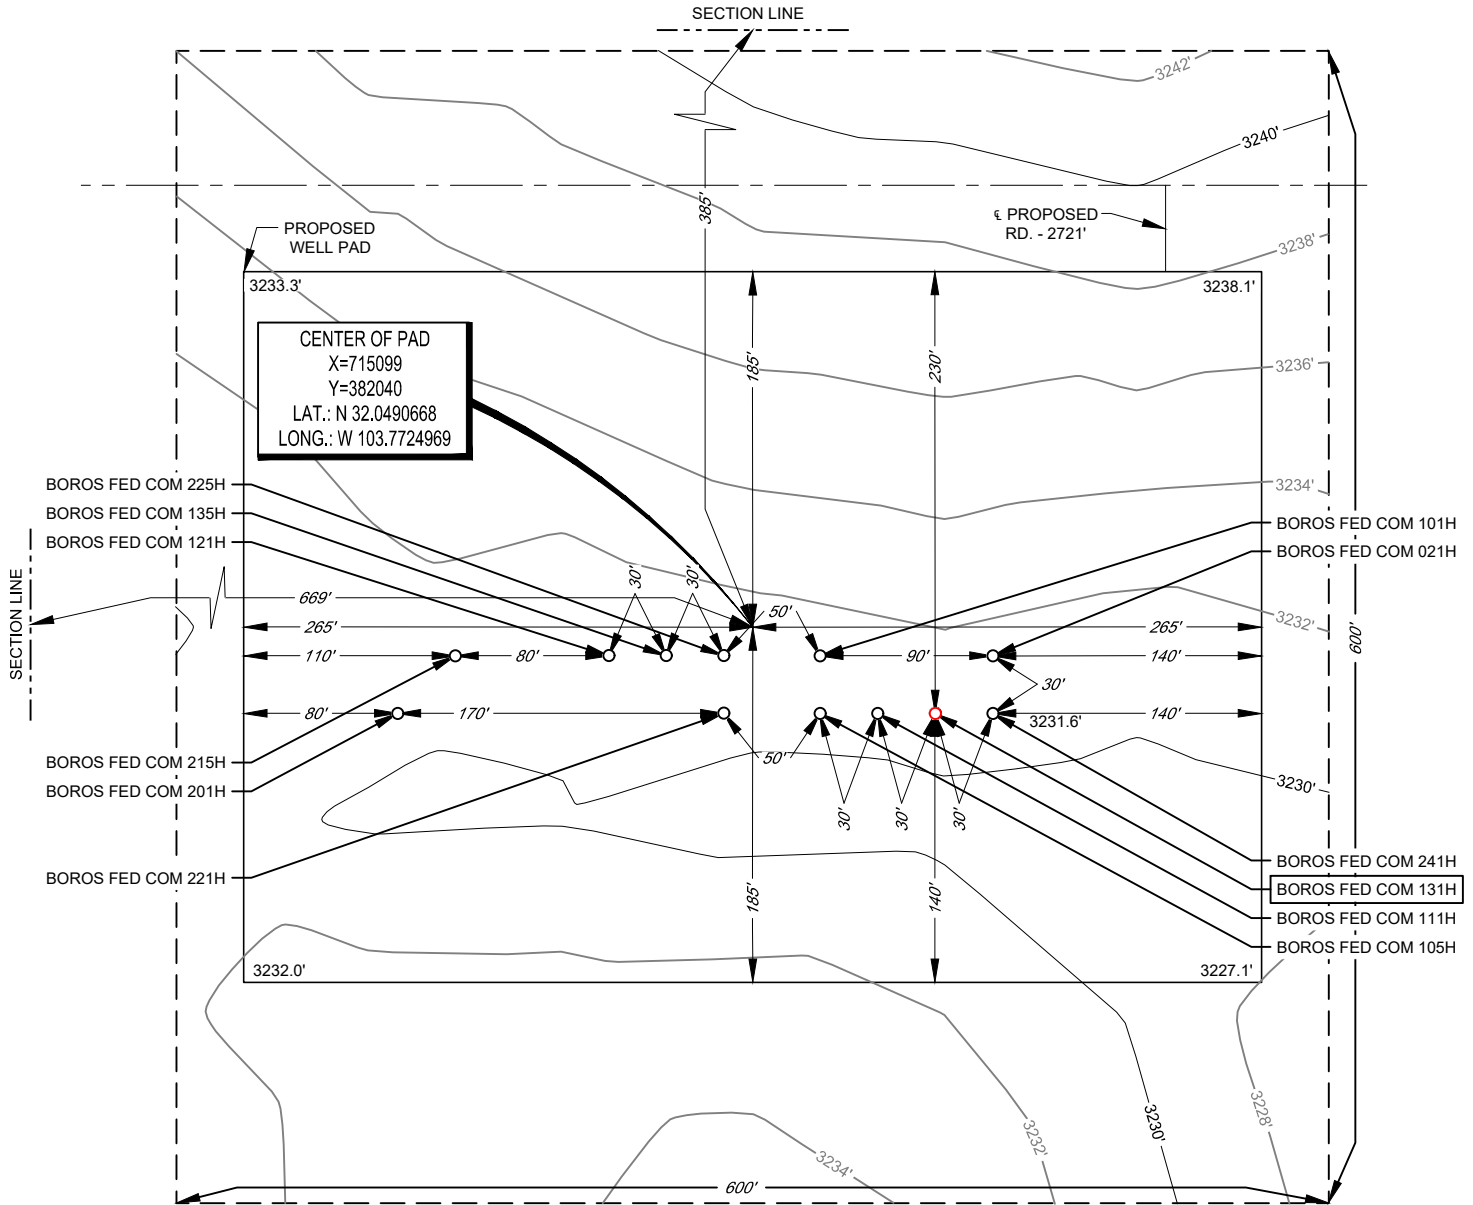 SECTION LINE
3242'
3240'
385'
PROPOSED
WELL PAD
℄ PROPOSED
RD. - 2721'
3238'
3233.3'
3238.1'
CENTER OF PAD
X=715099
Y=382040
LAT.: N 32.0490668
LONG.: W 103.7724969
185'
230'
3236'
BOROS FED COM 225H
BOROS FED COM 135H
BOROS FED COM 121H
3234'
BOROS FED COM 101H
BOROS FED COM 021H
SECTION LINE
669'
30'
30'
50'
3232'
600'
265'
265'
110'
80'
90'
140'
30'
80'
170'
3231.6'
140'
BOROS FED COM 215H
BOROS FED COM 201H
50'
3230'
30'
30'
30'
BOROS FED COM 221H
185'
140'
BOROS FED COM 241H
BOROS FED COM 131H
BOROS FED COM 111H
BOROS FED COM 105H
3232.0'
3227.1'
3234'
3232'
3230'
3228'
600'